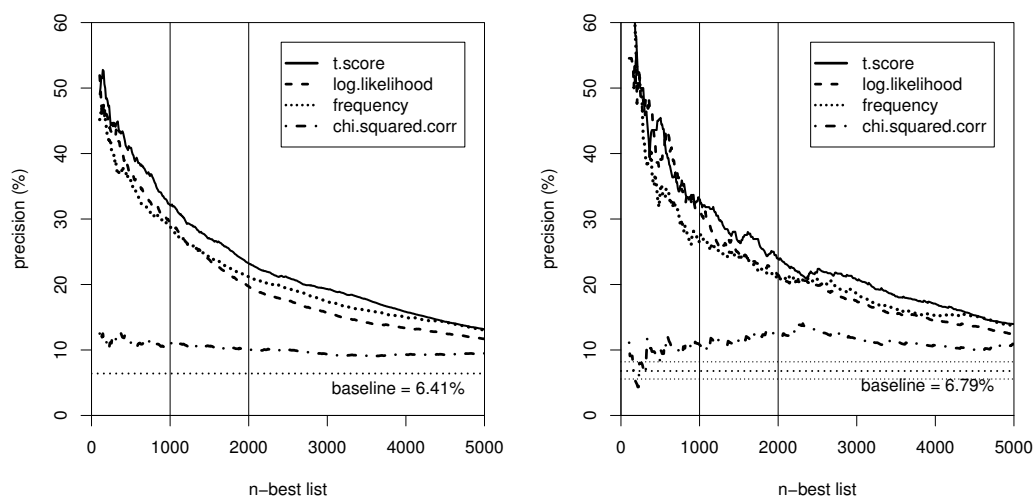 precision (%)
0
10
20
30
40
50
60
t.score
log.likelihood
frequency
chi.squared.corr
baseline = 6.41%
0 1000 2000 3000 4000 5000
n−best list
precision (%)
0
10
20
30
40
50
60
t.score
log.likelihood
frequency
chi.squared.corr
baseline = 6.79%
0 1000 2000 3000 4000 5000
n−best list